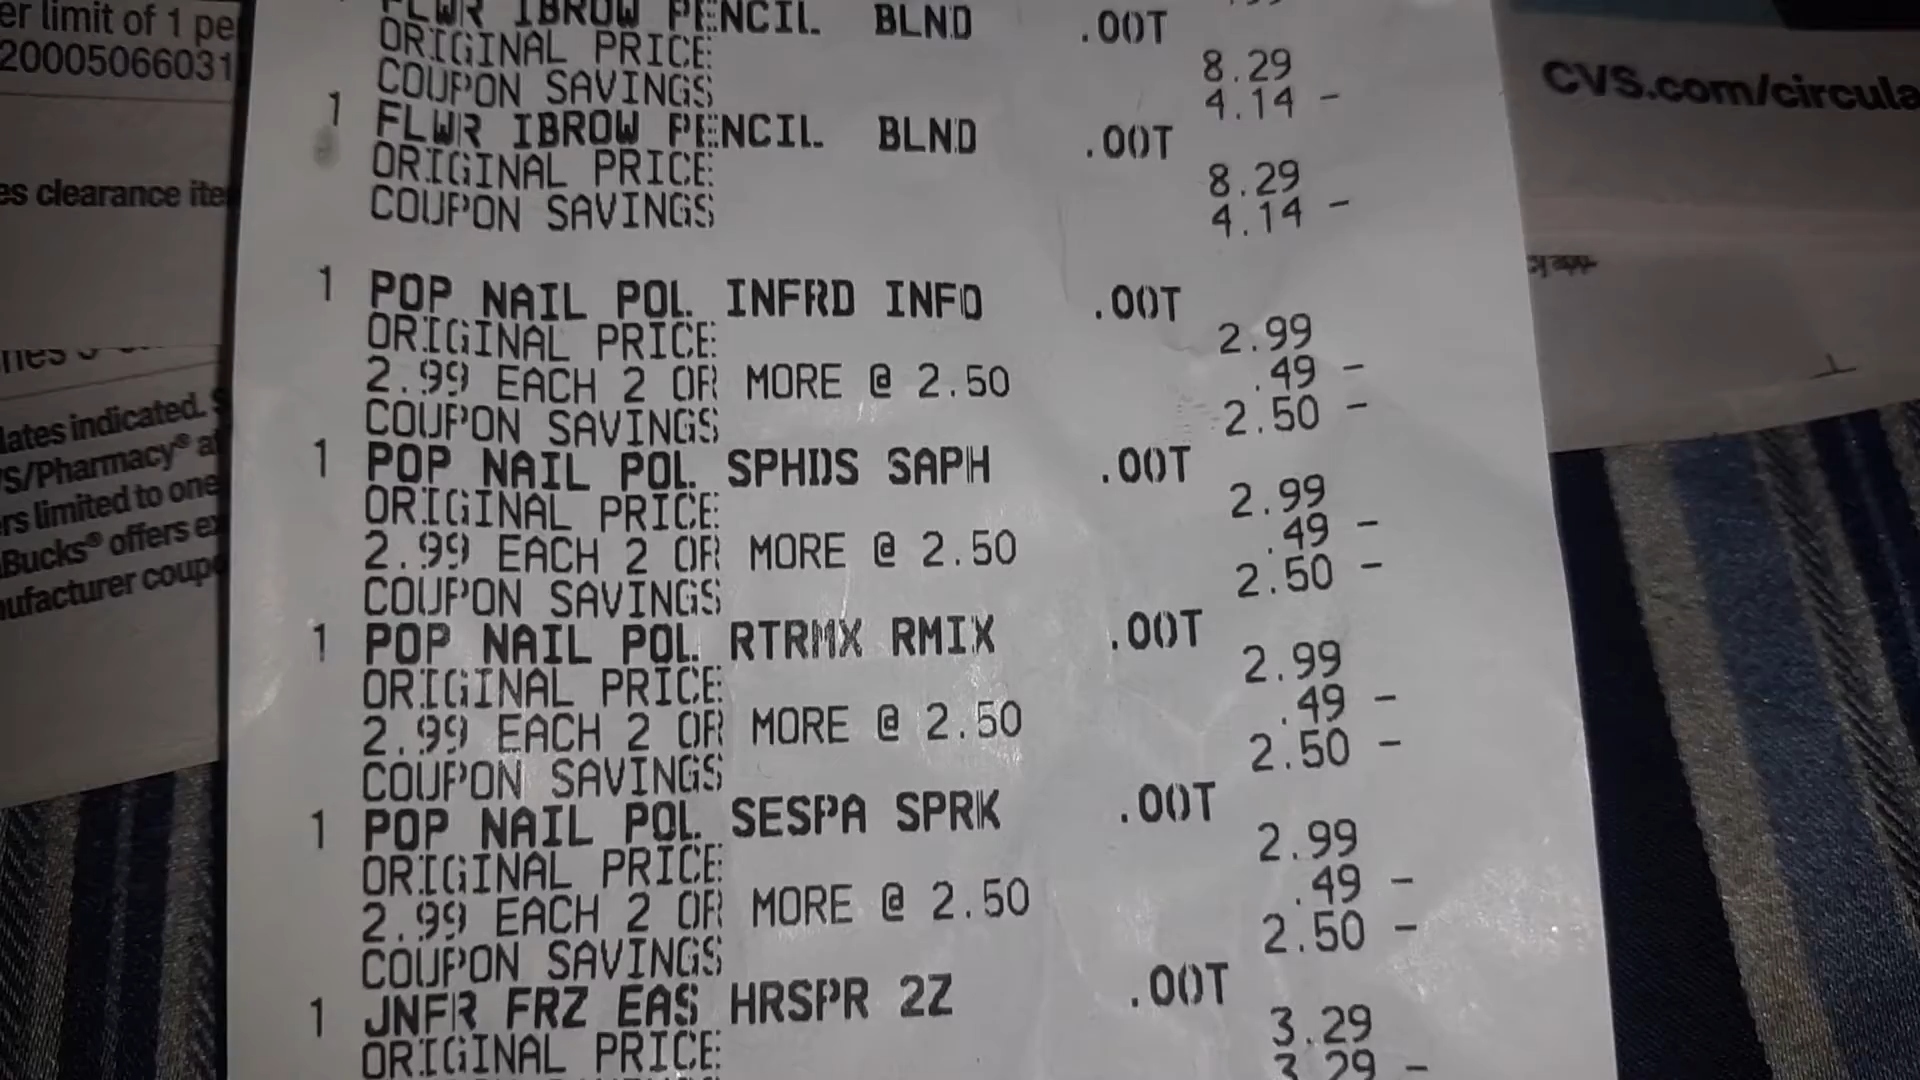 er limit of 1 pe
20005066031
es clearance ite
lates indicated.
S/Pharmacy® a
rs limited to one
Bucks® offers e
nufacturer coup
CVS.com/circula
FLWR IBROW PENCIL BLND .00T
ORIGINAL PRICE: 8.29
COUPON SAVINGS 4.14 -
1 FLWR IBROW PENCIL BLND .00T
ORIGINAL PRICE: 8.29
COUPON SAVINGS 4.14 -
1 POP NAIL POL INFRD INFD .00T
ORIGINAL PRICE: 2.99
2.99 EACH 2 OR MORE @ 2.50 .49 -
COUPON SAVINGS 2.50 -
1 POP NAIL POL SPHDS SAPH .00T
ORIGINAL PRICE: 2.99
2.99 EACH 2 OR MORE @ 2.50 .49 -
COUPON SAVINGS 2.50 -
1 POP NAIL POL RTRMX RMIX .00T
ORIGINAL PRICE: 2.99
2.99 EACH 2 OR MORE @ 2.50 .49 -
COUPON SAVINGS 2.50 -
1 POP NAIL POL SESPA SPRK .00T
ORIGINAL PRICE: 2.99
2.99 EACH 2 OR MORE @ 2.50 .49 -
COUPON SAVINGS 2.50 -
1 JNFR FRZ EAS HRSPR 2Z .00T
ORIGINAL PRICE: 3.29
3.29 -